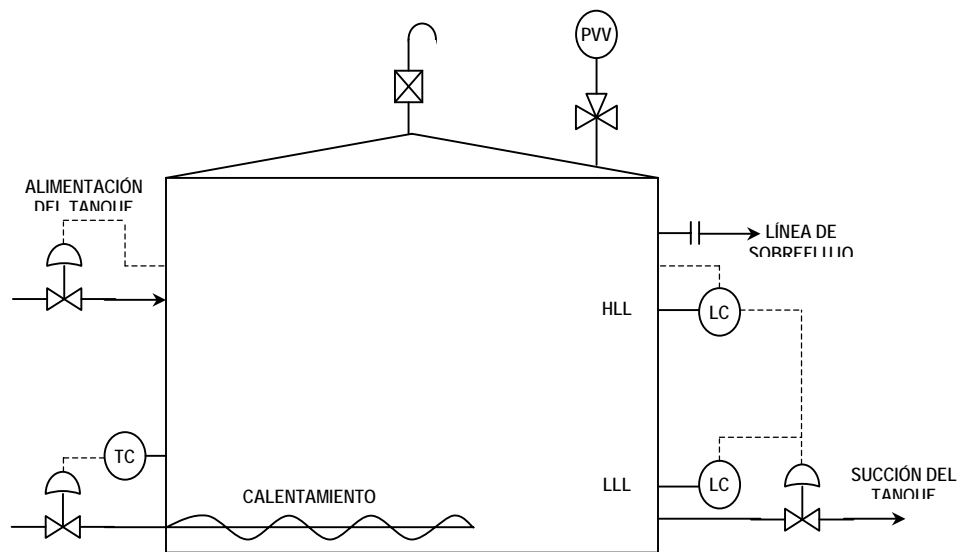 PVV
ALIMENTACIÓN
DEL TANQUE
LÍNEA DE
SOBREFLUJO
HLL
LC
TC
CALENTAMIENTO
LLL
LC
SUCCIÓN DEL
TANQUE